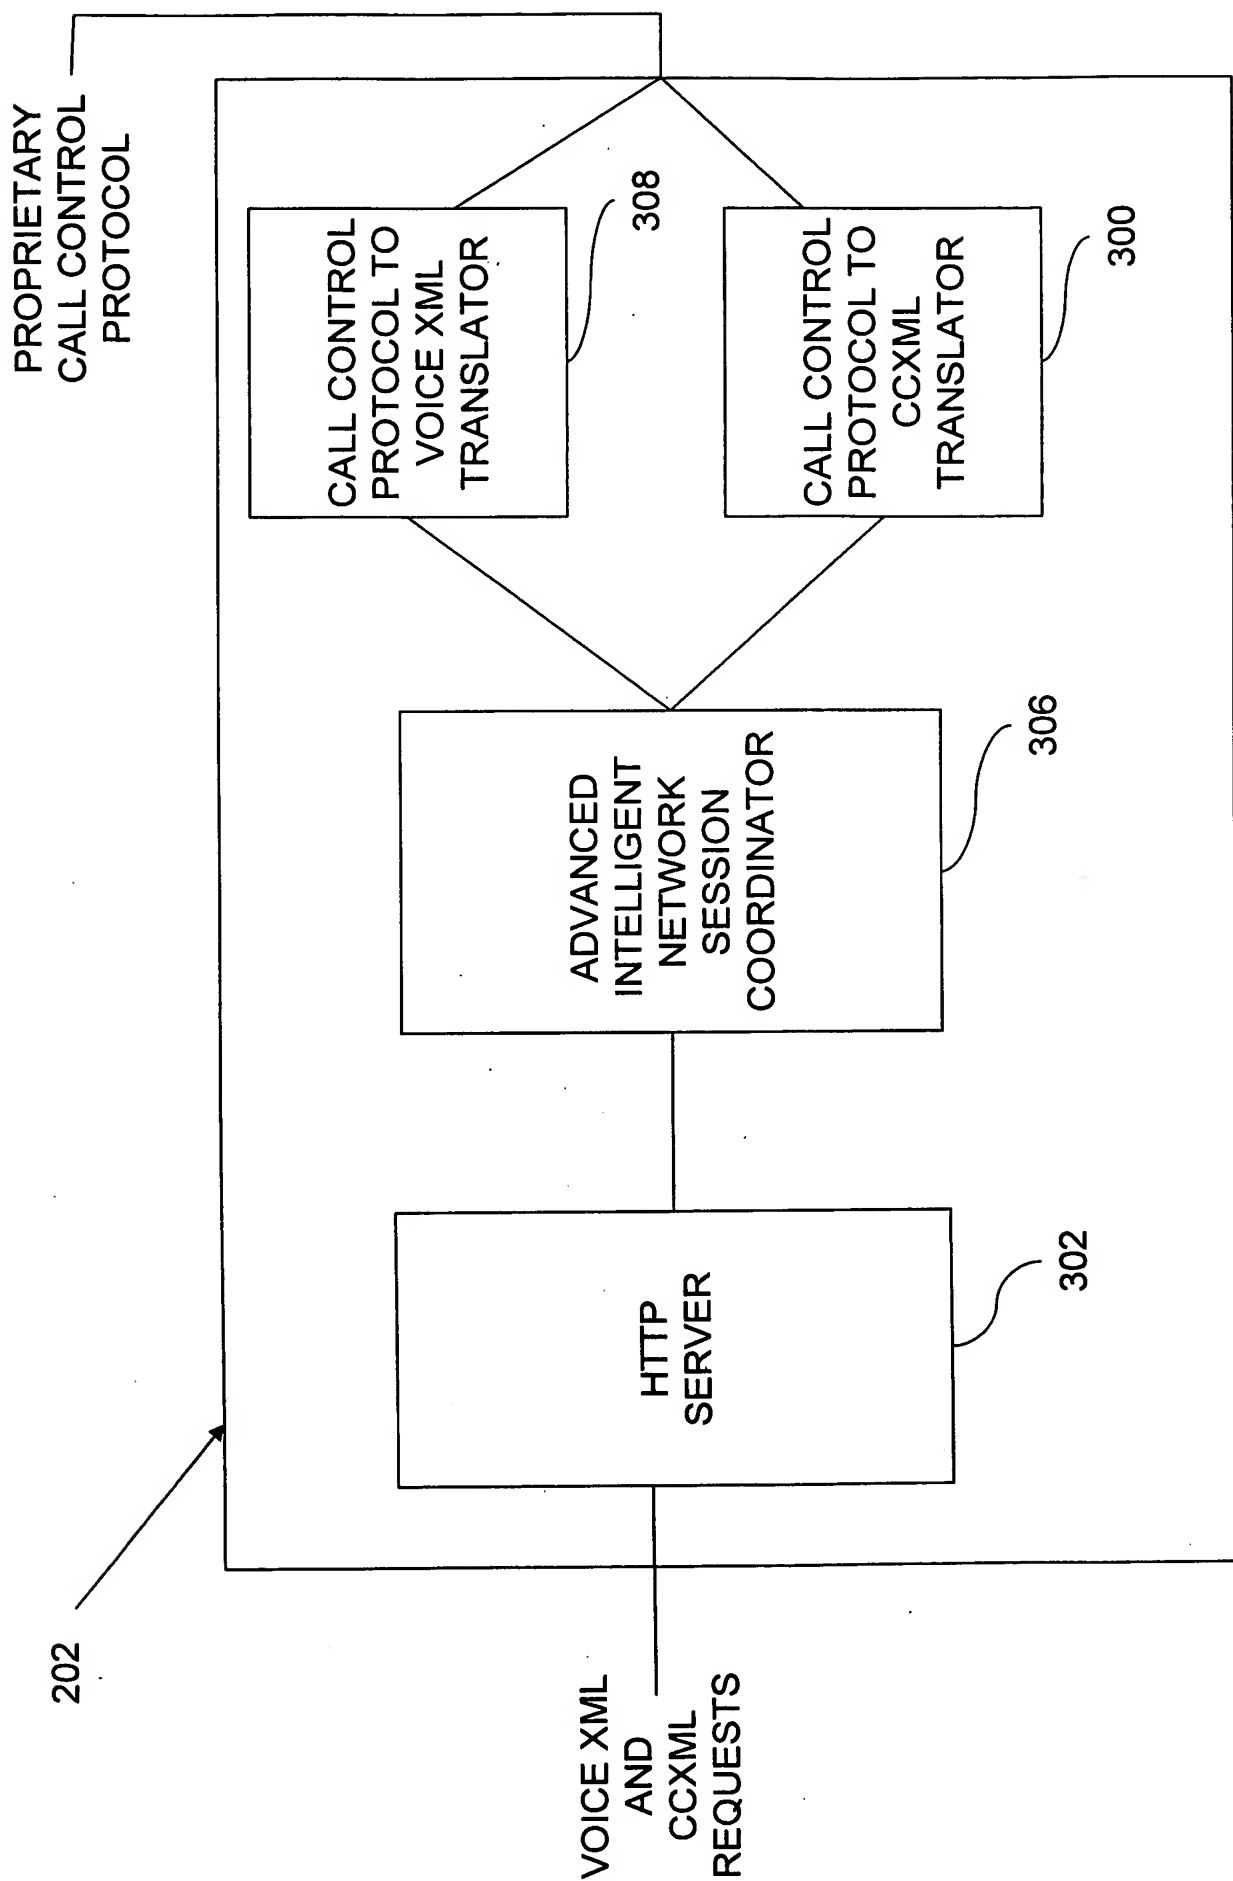 202
VOICE XML
AND
CCXML
REQUESTS
HTTP
SERVER
302
ADVANCED
INTELLIGENT
NETWORK
SESSION
COORDINATOR
306
CALL CONTROL
PROTOCOL TO
VOICE XML
TRANSLATOR
308
CALL CONTROL
PROTOCOL TO
CCXML
TRANSLATOR
300
PROPRIETARY
CALL CONTROL
PROTOCOL